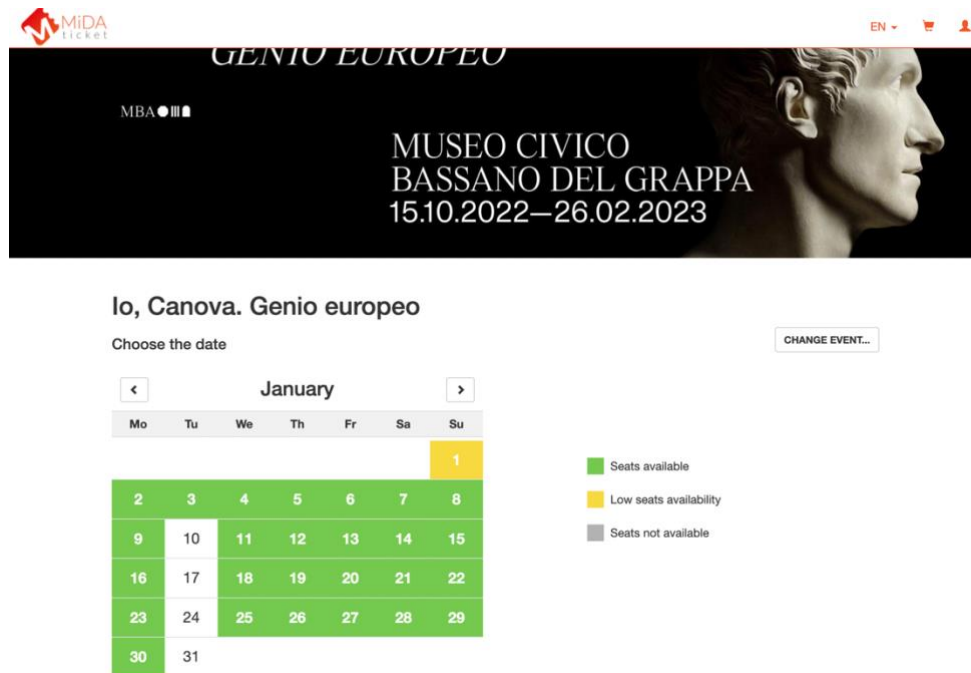 MiDA
ticket
EN
GENIO EUROPEO
MBA
MUSEO CIVICO
BASSANO DEL GRAPPA
15.10.2022—26.02.2023
Io, Canova. Genio europeo
Choose the date
CHANGE EVENT...
January
Mo Tu We Th Fr Sa Su
1
2 3 4 5 6 7 8
9 10 11 12 13 14 15
16 17 18 19 20 21 22
23 24 25 26 27 28 29
30 31
Seats available
Low seats availability
Seats not available